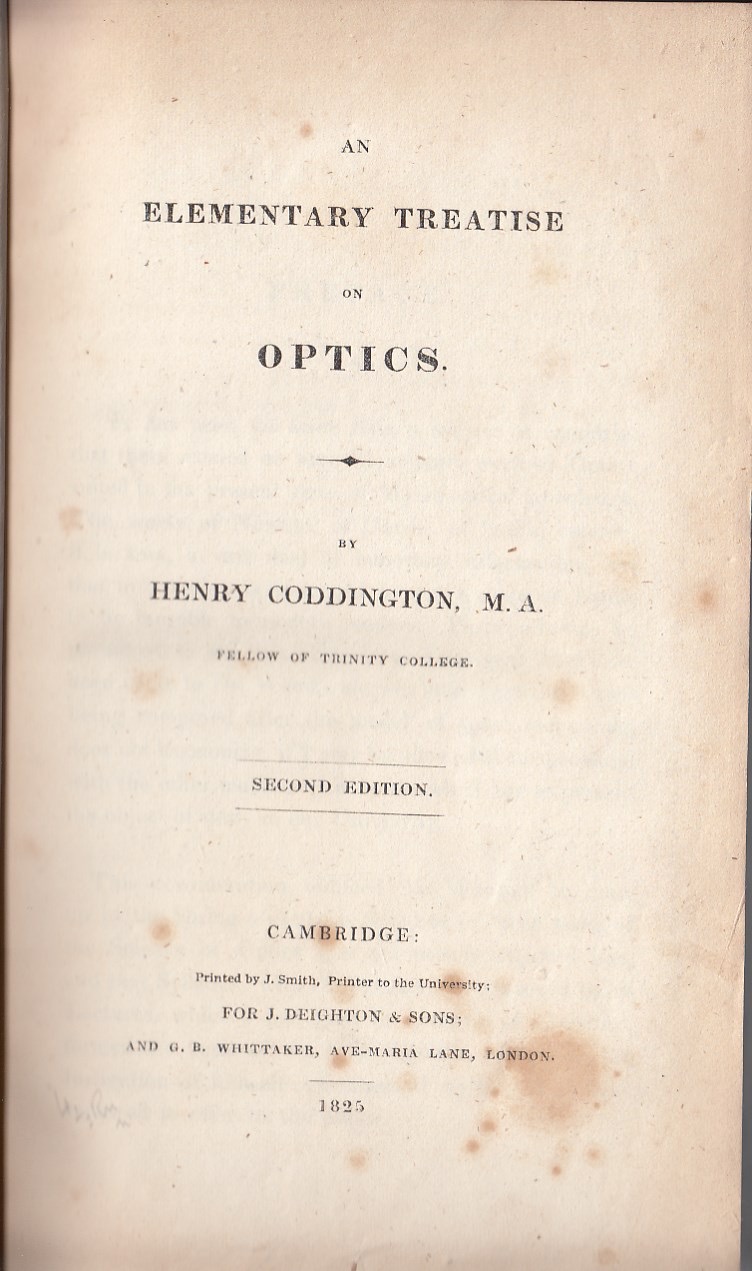 AN
ELEMENTARY TREATISE
ON
OPTICS.
BY
HENRY CODDINGTON, M. A.
FELLOW OF TRINITY COLLEGE.
SECOND EDITION.
CAMBRIDGE:
Printed by J. Smith, Printer to the University;
FOR J. DEIGHTON & SONS;
AND G. B. WHITTAKER, AVE-MARIA LANE, LONDON.
1825